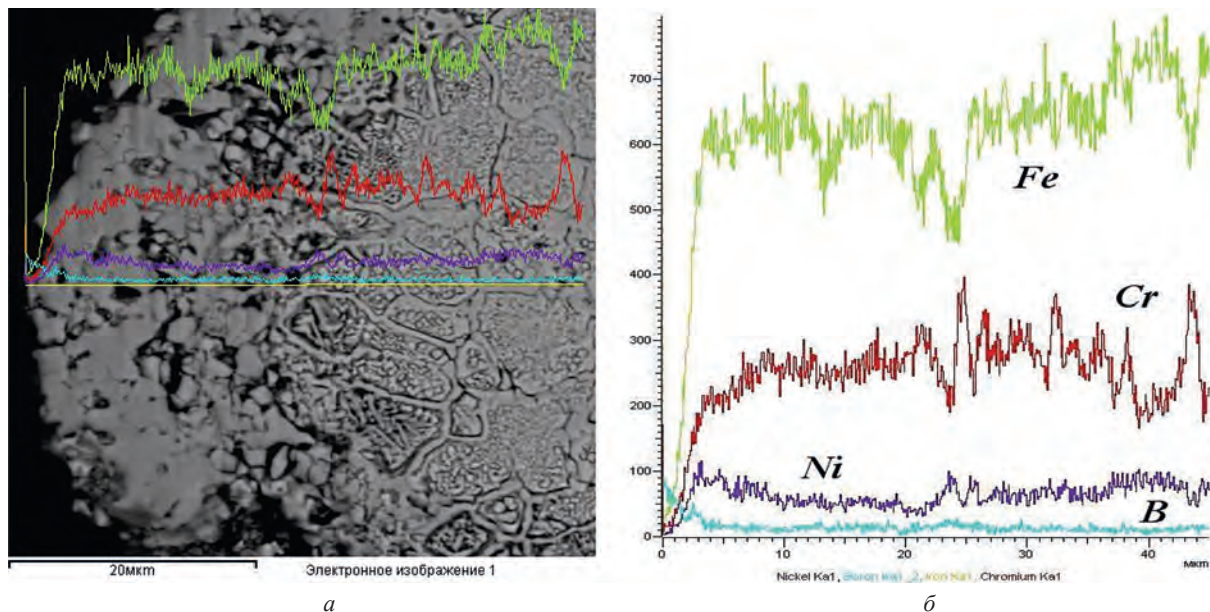 20мкм
Электронное изображение 1
а
700
600
500
400
300
200
100
0
Fe
Cr
Ni
B
0 10 20 30 40 мкм
Nickel Ka1, Boron Ka1_2, Iron Ka1, Chromium Ka1
б